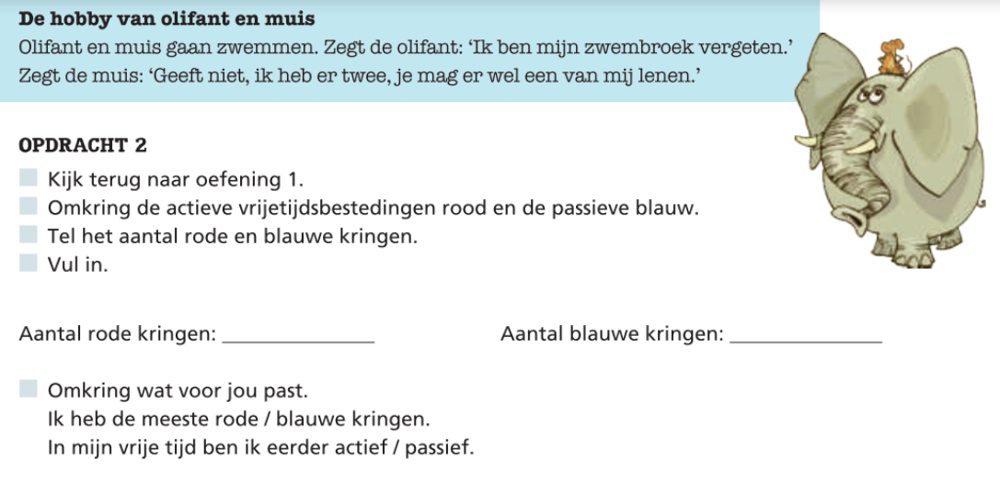 De hobby van olifant en muis
Olifant en muis gaan zwemmen. Zegt de olifant: ‘Ik ben mijn zwembroek vergeten.’
Zegt de muis: ‘Geeft niet, ik heb er twee, je mag er wel een van mij lenen.’
OPDRACHT 2
Kijk terug naar oefening 1.
Omkring de actieve vrijetijdsbestedingen rood en de passieve blauw.
Tel het aantal rode en blauwe kringen.
Vul in.
Aantal rode kringen: ______________ Aantal blauwe kringen: ______________
Omkring wat voor jou past.
Ik heb de meeste rode / blauwe kringen.
In mijn vrije tijd ben ik eerder actief / passief.